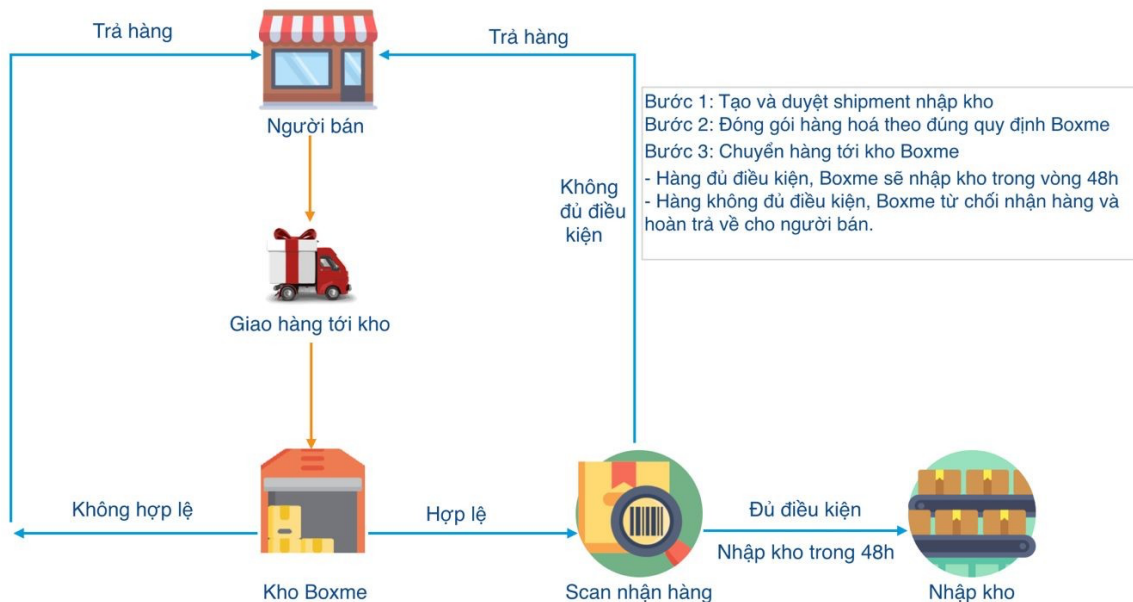 Trả hàng
Trả hàng
Người bán
Bước 1: Tạo và duyệt shipment nhập kho
Bước 2: Đóng gói hàng hoá theo đúng quy định Boxme
Bước 3: Chuyển hàng tới kho Boxme
- Hàng đủ điều kiện, Boxme sẽ nhập kho trong vòng 48h
- Hàng không đủ điều kiện, Boxme từ chối nhận hàng và
hoàn trả về cho người bán.
Không
đủ điều
kiện
Giao hàng tới kho
Không hợp lệ
Hợp lệ
Đủ điều kiện
Nhập kho trong 48h
Kho Boxme
Scan nhận hàng
Nhập kho